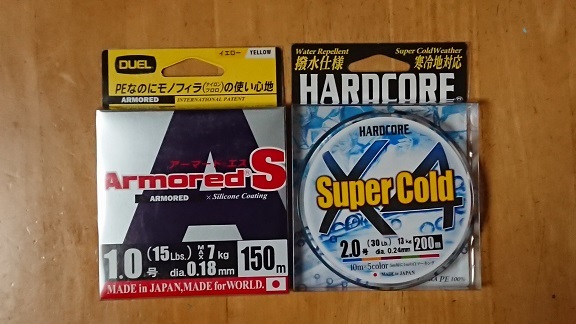 DUEL
イエロー
YELLOW
PEなのにモノフィラ(ナイロン フロロ)の使い心地
ARMORED
INTERNATIONAL PATENT
アーマード・エス
Armored® S
ARMORED
× Silicone Coating
1.0号
(15Lbs.)
MAX 7kg
dia.0.18mm
150m
MADE in JAPAN, MADE for WORLD.
Water Repellent
撥水仕様
Super ColdWeather
寒冷地対応
HARDCORE®
HARDCORE
X4
Super Cold
2.0号
(30Lb.) 13kg
dia. 0.24mm
200m
10m×5color
MADE in JAPAN
PE 100%